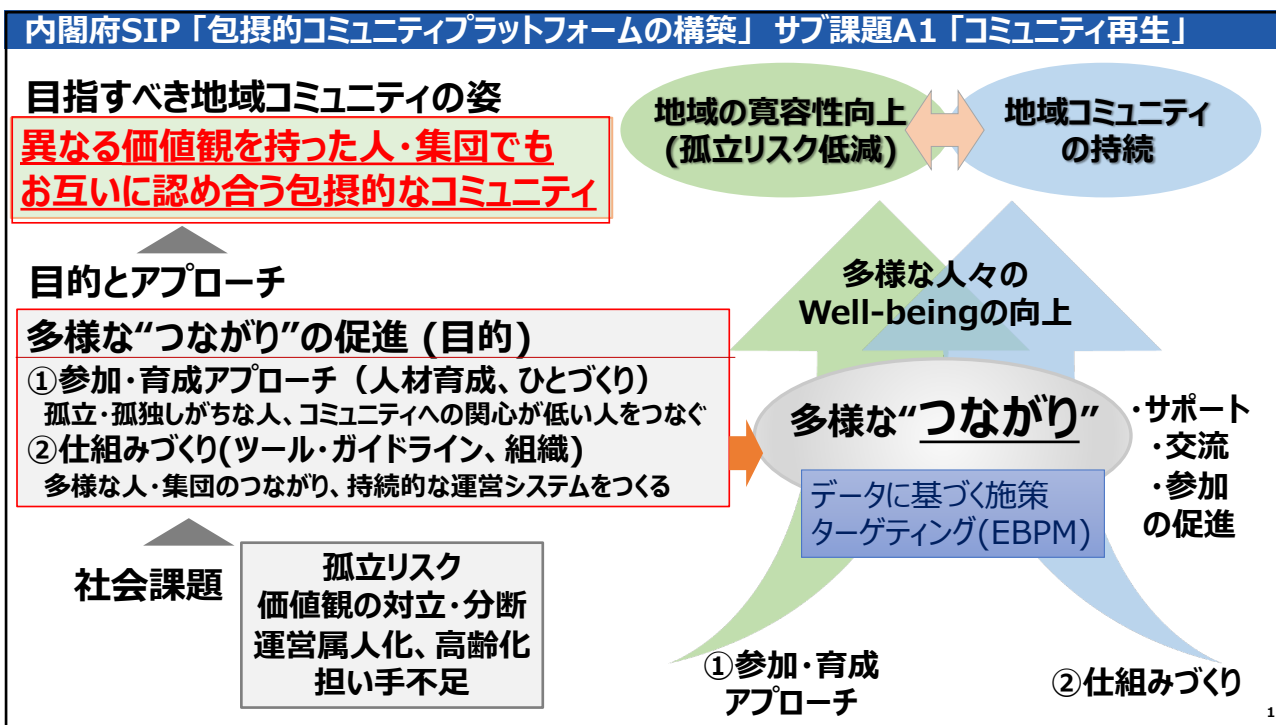 内閣府SIP「包摂的コミュニティプラットフォームの構築」 サブ課題A1「コミュニティ再生」
目指すべき地域コミュニティの姿
異なる価値観を持った人・集団でも
お互いに認め合う包摂的なコミュニティ
目的とアプローチ
多様な“つながり”の促進 (目的)
①参加・育成アプローチ（人材育成、ひとづくり）
孤立・孤独しがちな人、コミュニティへの関心が低い人をつなぐ
②仕組みづくり(ツール・ガイドライン、組織)
多様な人・集団のつながり、持続的な運営システムをつくる
社会課題
孤立リスク
価値観の対立・分断
運営属人化、高齢化
担い手不足
地域の寛容性向上
(孤立リスク低減)
地域コミュニティ
の持続
多様な人々の
Well-beingの向上
多様な“つながり”
データに基づく施策
ターゲティング(EBPM)
・サポート
・交流
・参加
の促進
①参加・育成
アプローチ
②仕組みづくり
1